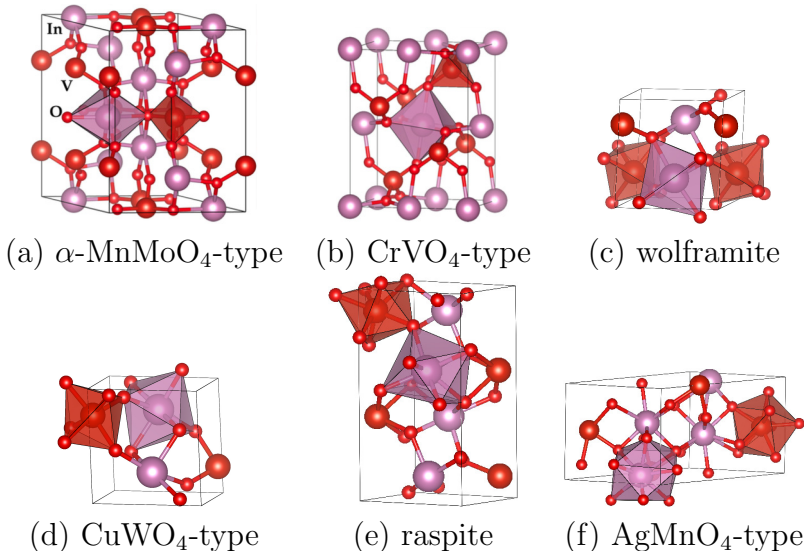 In
V
O
(a) α-MnMoO₄-type
(b) CrVO₄-type
(c) wolframite
(d) CuWO₄-type
(e) raspite
(f) AgMnO₄-type